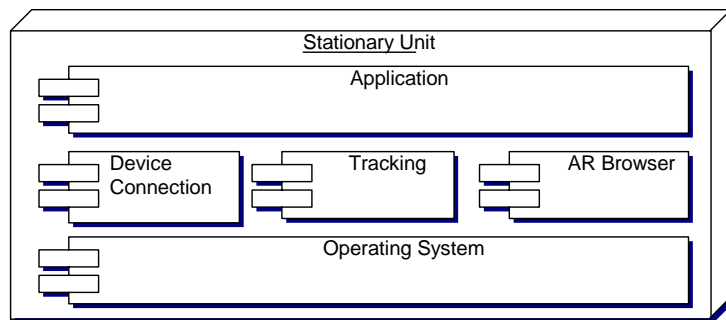 Stationary Unit
Application
Device
Connection
Tracking
AR Browser
Operating System